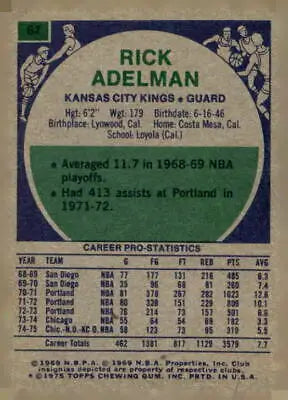 67
RICK
ADELMAN
KANSAS CITY KINGS • GUARD
Hgt: 6'2" Wgt: 179 Birthdate: 6-16-46
Birthplace: Lynwood, Cal. Home: Costa Mesa, Cal.
School: Loyola (Cal.)
• Averaged 11.7 in 1968-69 NBA
playoffs.
• Had 413 assists at Portland in
1971-72.
CAREER PRO-STATISTICS
YEAR TEAM G FG FT REB PTS AVG
68-69 San Diego NBA 77 177 131 216 485 6.3
69-70 San Diego NBA 35 96 68 81 260 7.4
70-71 Portland NBA 81 378 267 282 1023 12.6
71-72 Portland NBA 80 329 151 229 809 10.1
72-73 Portland NBA 76 214 73 157 501 6.6
73-74 Chicago NBA 55 64 54 69 182 3.3
74-75 Chic.-N.O.-KC O. NBA 58 123 73 95 319 5.5
Career Totals 462 1381 817 1129 3579 7.7
© 1969 N.B.P.A. © 1969 N.B.A. Properties, Inc. Club
insignias depicted are the property of respective Clubs.
© 1975 TOPPS CHEWING GUM, INC. PRTD. IN U.S.A.